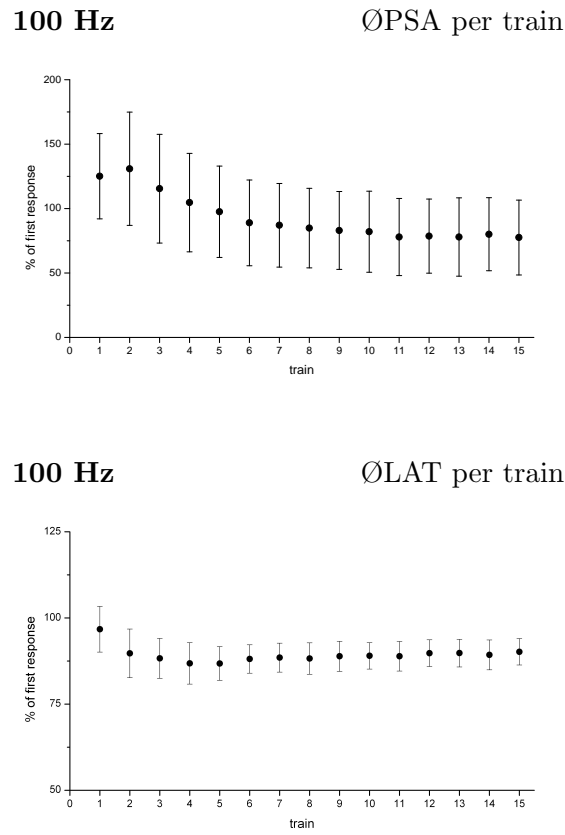 100 Hz ØPSA per train
200
150
100
50
0
% of first response
0 1 2 3 4 5 6 7 8 9 10 11 12 13 14 15
train
100 Hz ØLAT per train
125
100
75
50
% of first response
0 1 2 3 4 5 6 7 8 9 10 11 12 13 14 15
train